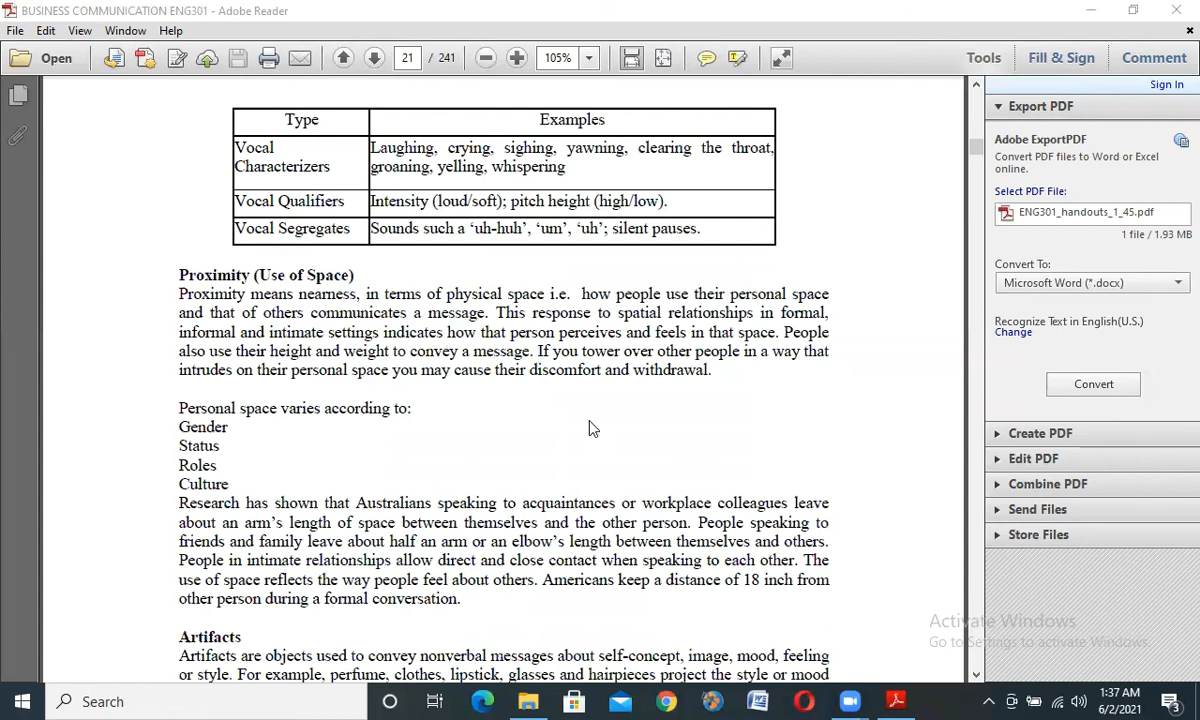 BUSINESS COMMUNICATION ENG301 - Adobe Reader
File Edit View Window Help
Open 21 / 241 105% Tools Fill & Sign Comment
Sign In
Type Examples
Vocal Characterizers
Laughing, crying, sighing, yawning, clearing the throat,
groaning, yelling, whispering
Vocal Qualifiers Intensity (loud/soft); pitch height (high/low).
Vocal Segregates Sounds such a ‘uh-huh’, ‘um’, ‘uh’; silent pauses.
Proximity (Use of Space)
Proximity means nearness, in terms of physical space i.e. how people use their personal space
and that of others communicates a message. This response to spatial relationships in formal,
informal and intimate settings indicates how that person perceives and feels in that space. People
also use their height and weight to convey a message. If you tower over other people in a way that
intrudes on their personal space you may cause their discomfort and withdrawal.
Personal space varies according to:
Gender
Status
Roles
Culture
Research has shown that Australians speaking to acquaintances or workplace colleagues leave
about an arm’s length of space between themselves and the other person. People speaking to
friends and family leave about half an arm or an elbow’s length between themselves and others.
People in intimate relationships allow direct and close contact when speaking to each other. The
use of space reflects the way people feel about others. Americans keep a distance of 18 inch from
other person during a formal conversation.
Artifacts
Artifacts are objects used to convey nonverbal messages about self-concept, image, mood, feeling
or style. For example, perfume, clothes, lipstick, glasses and hairpieces project the style or mood
Export PDF
Adobe ExportPDF
Convert PDF files to Word or Excel
online.
Select PDF File:
ENG301_handouts_1_45.pdf
1 file / 1.93 MB
Convert To:
Microsoft Word (*.docx)
Recognize Text in English(U.S.)
Change
Convert
Create PDF
Edit PDF
Combine PDF
Send Files
Store Files
Activate Windows
Go to Settings to activate Windows.
Search
1:37 AM
6/2/2021
3